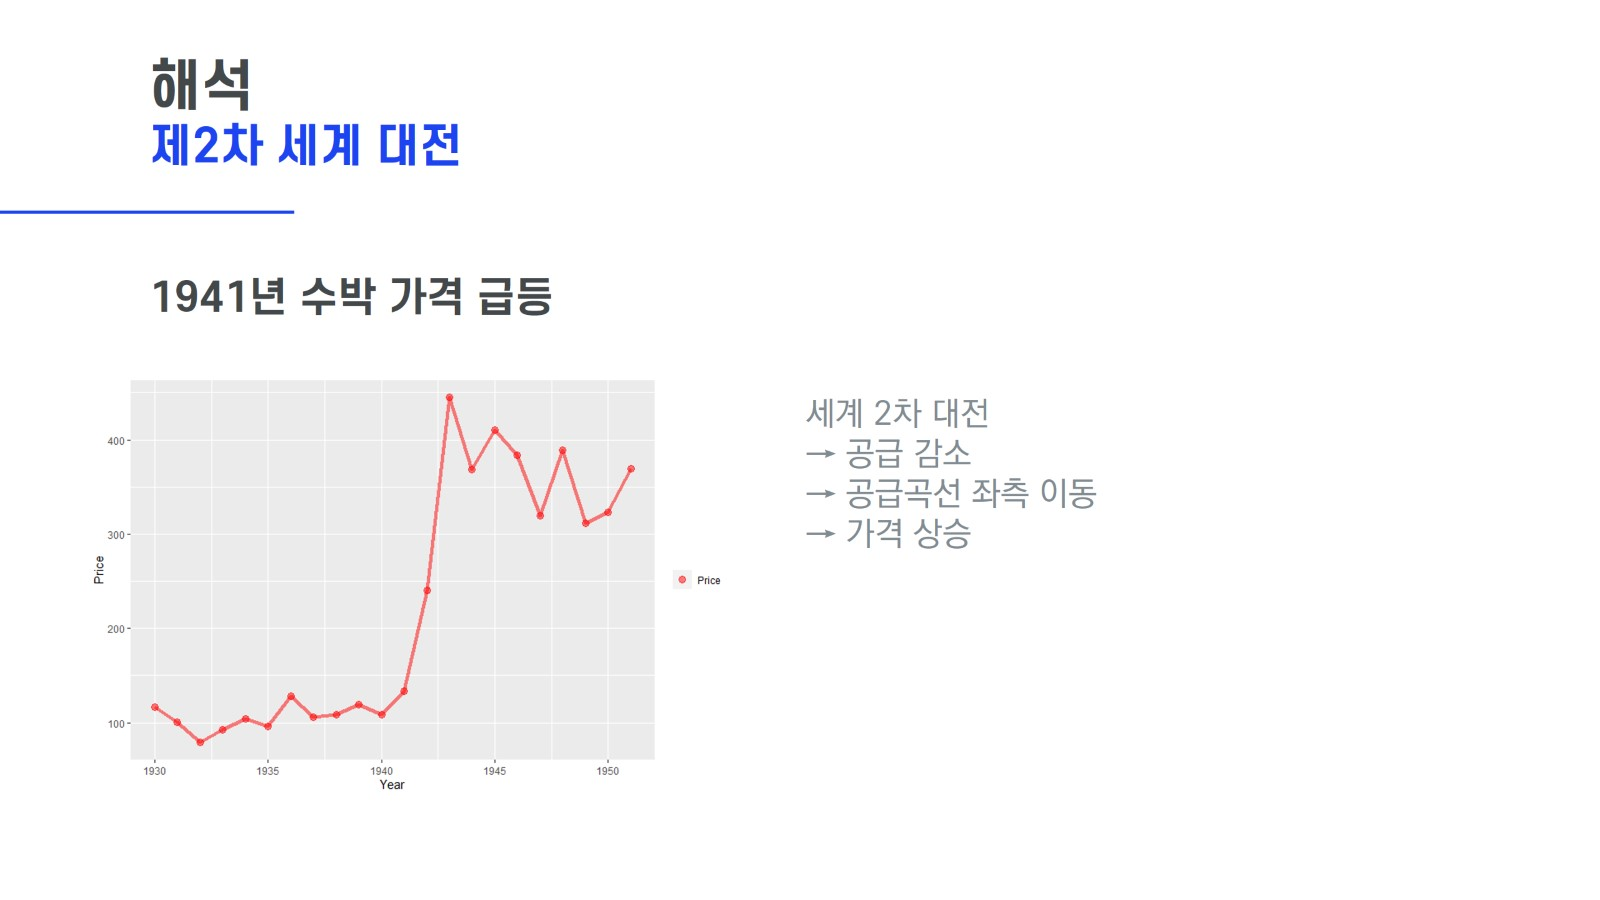 해석
제2차 세계 대전
1941년 수박 가격 급등
400
300
200
100
Price
1930 1935 1940 1945 1950
Year
Price
세계 2차 대전
→ 공급 감소
→ 공급곡선 좌측 이동
→ 가격 상승